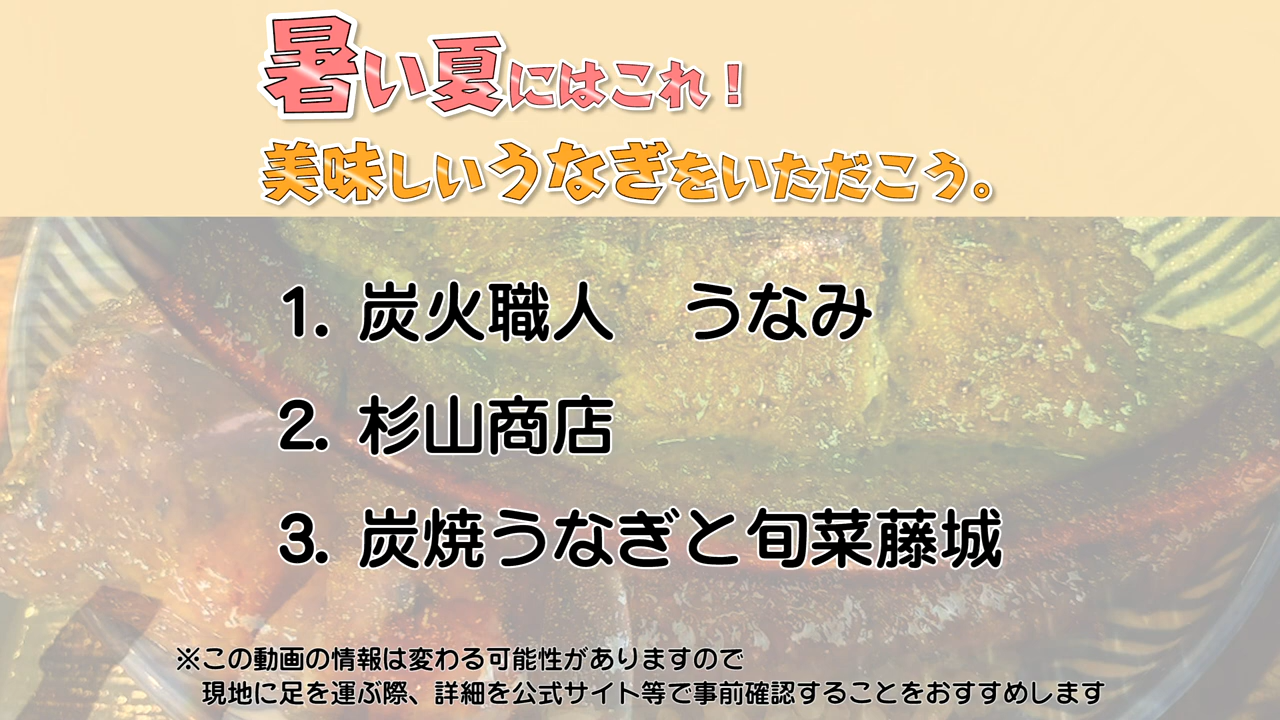 暑い夏にはこれ！
美味しいうなぎをいただこう。
1. 炭火職人　うなみ
2. 杉山商店
3. 炭焼うなぎと旬菜藤城
※この動画の情報は変わる可能性がありますので
現地に足を運ぶ際、詳細を公式サイト等で事前確認することをおすすめします